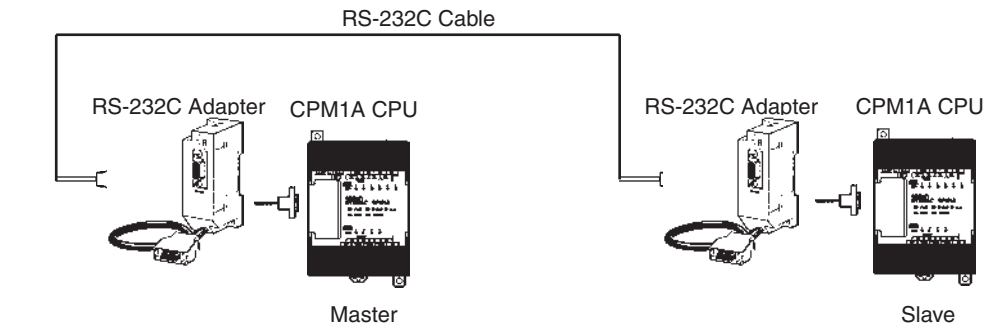 RS-232C Cable
RS-232C Adapter
CPM1A CPU
RS-232C Adapter
CPM1A CPU
Master
Slave